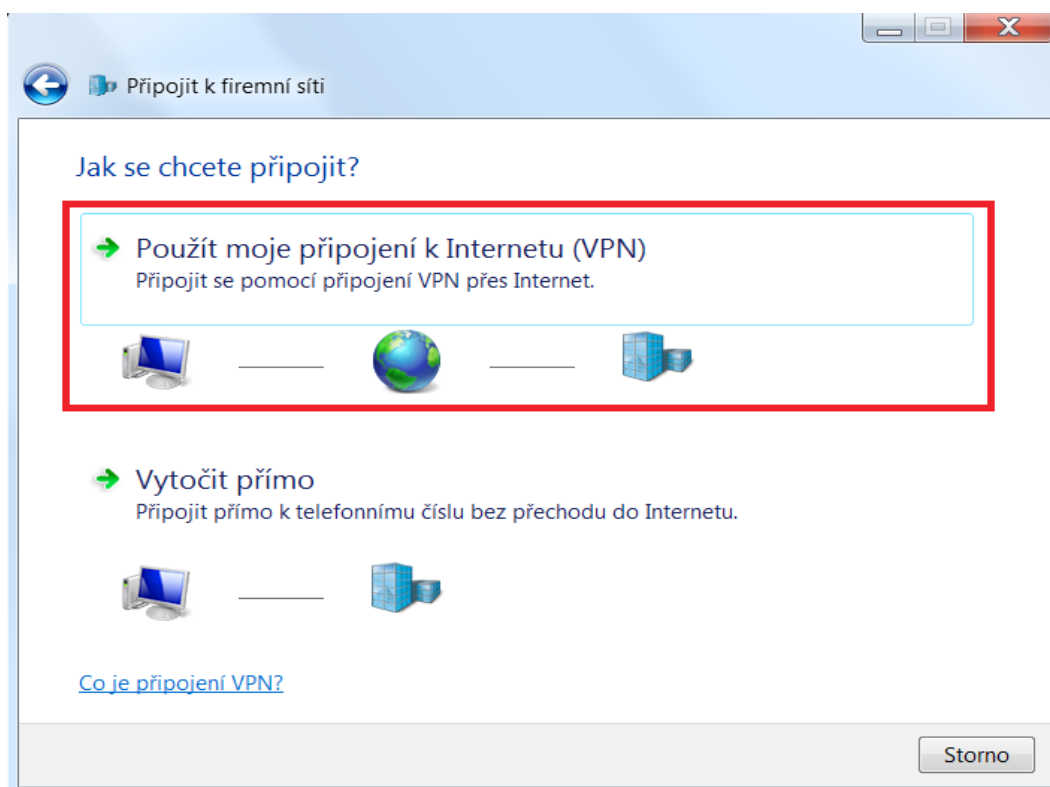 Připojit k firemní síti
Jak se chcete připojit?
Použít moje připojení k Internetu (VPN)
Připojit se pomocí připojení VPN přes Internet.
Vytočit přímo
Připojit přímo k telefonnímu číslu bez přechodu do Internetu.
Co je připojení VPN?
Storno